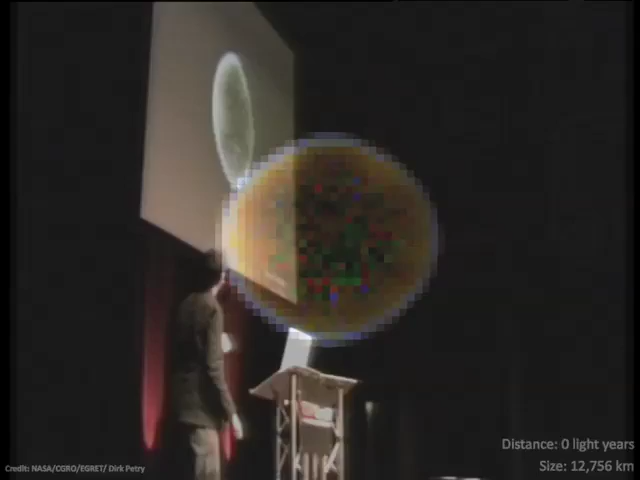 Distance: 0 light years
Size: 12,756 km
Credit: NASA/CGRO/EGRET/ Dirk Petry